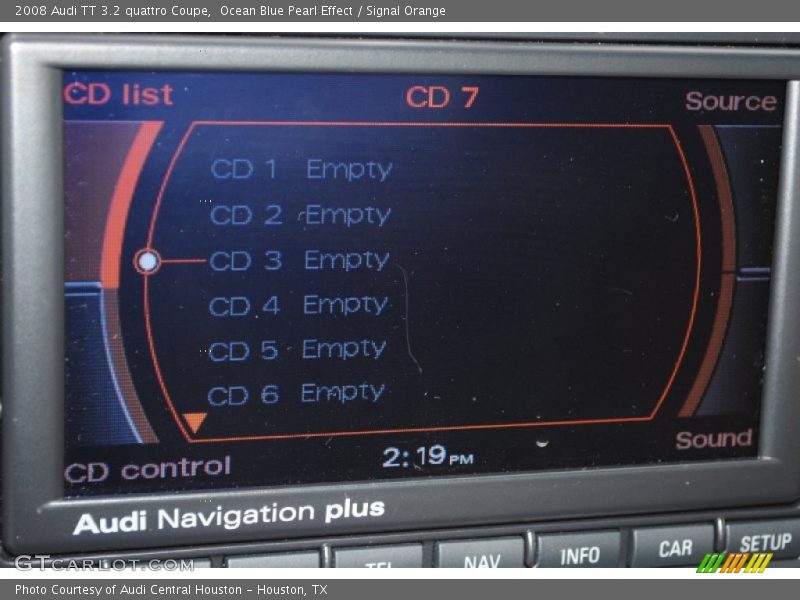 2008 Audi TT 3.2 quattro Coupe,  Ocean Blue Pearl Effect / Signal Orange
CD list
CD 7
Source
CD 1 Empty
CD 2 Empty
CD 3 Empty
CD 4 Empty
CD 5 Empty
CD 6 Empty
CD control
2:19 PM
Sound
Audi Navigation plus
TEL
NAV
INFO
CAR
SETUP
GTCARLOT.COM
Photo Courtesy of Audi Central Houston – Houston, TX